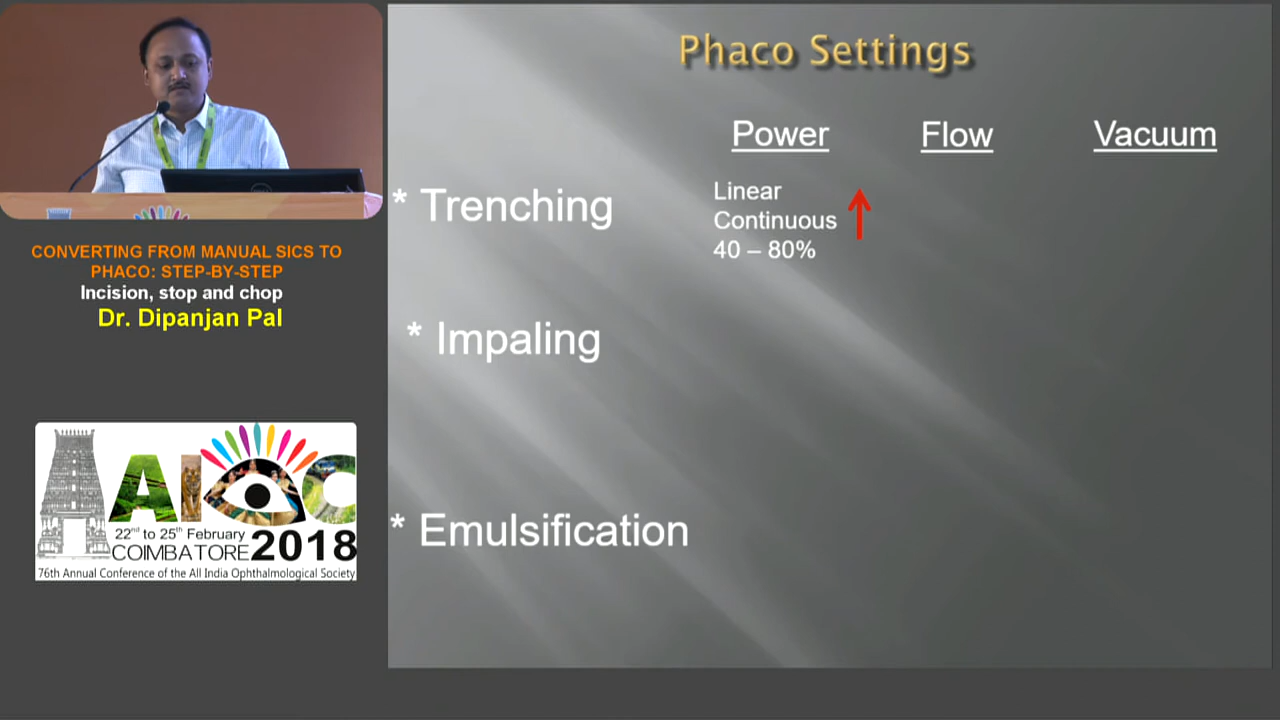 Phaco Settings
Power Flow Vacuum
* Trenching
Linear
Continuous
40 – 80%
* Impaling
* Emulsification
CONVERTING FROM MANUAL SICS TO
PHACO: STEP-BY-STEP
Incision, stop and chop
Dr. Dipanjan Pal
AIOC
22nd to 25th February
COIMBATORE 2018
76th Annual Conference of the All India Ophthalmological Society